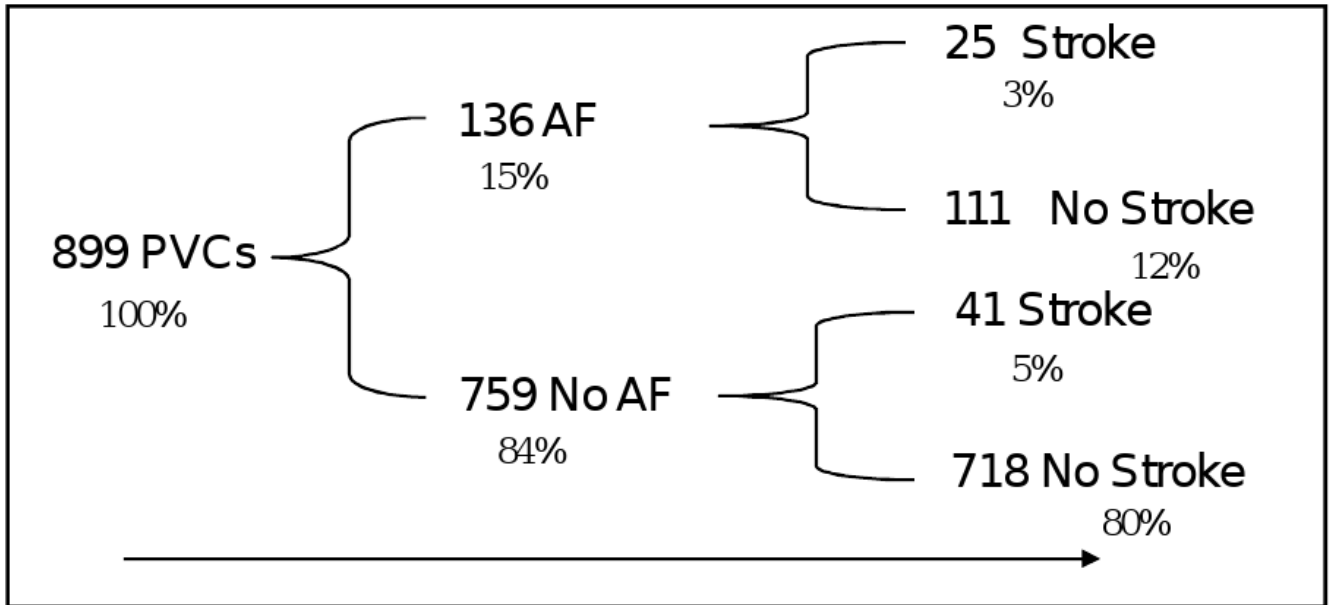 899 PVCs
100%
136 AF
15%
759 No AF
84%
25 Stroke
3%
111 No Stroke
12%
41 Stroke
5%
718 No Stroke
80%